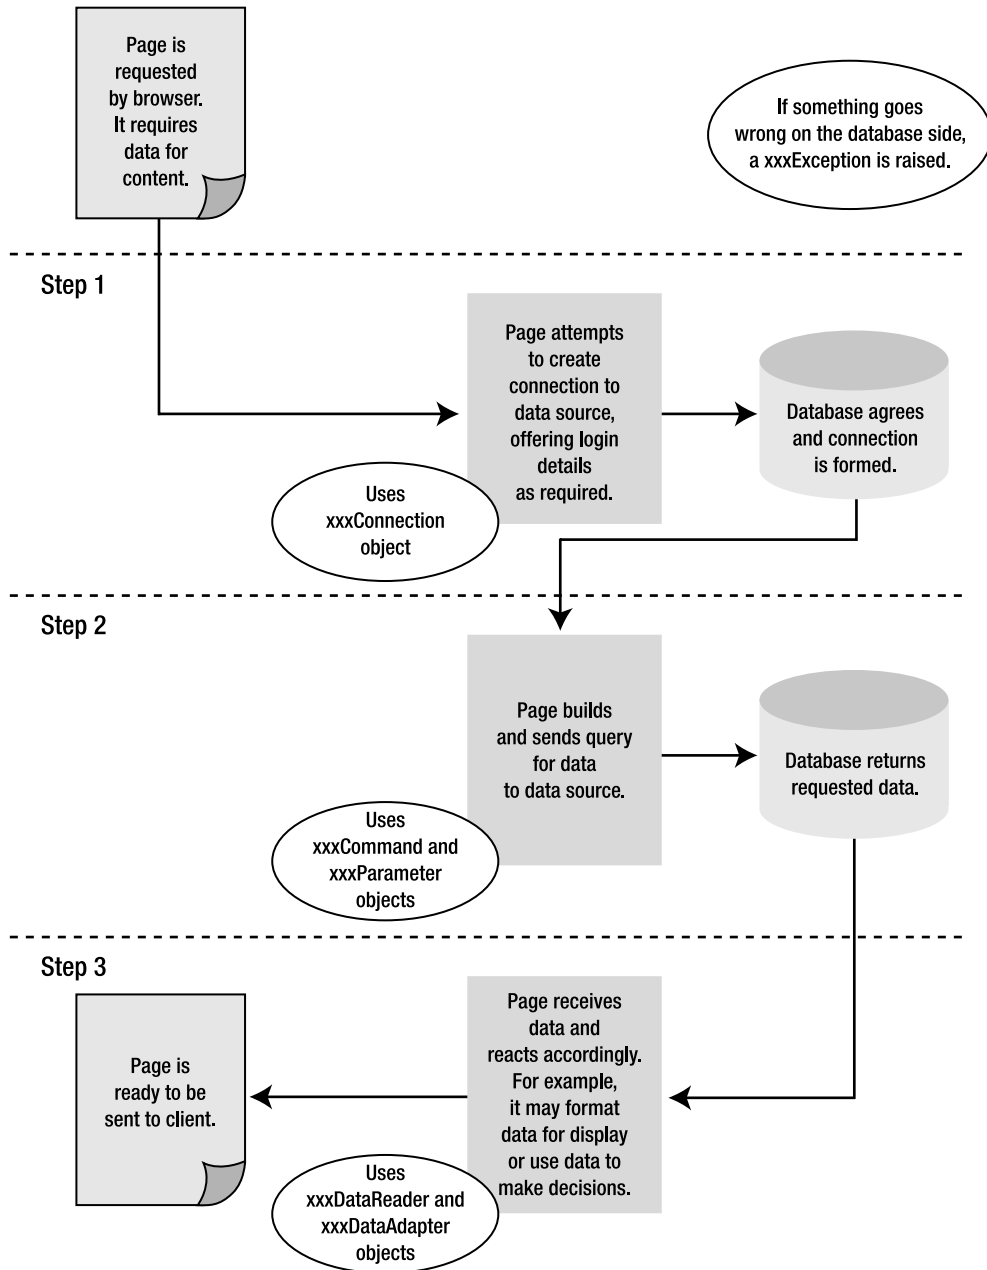 Page is
requested
by browser.
It requires
data for
content.
If something goes
wrong on the database side,
a xxxException is raised.
Step 1
Page attempts
to create
connection to
data source,
offering login
details
as required.
Database agrees
and connection
is formed.
Uses
xxxConnection
object
Step 2
Page builds
and sends query
for data
to data source.
Database returns
requested data.
Uses
xxxCommand and
xxxParameter
objects
Step 3
Page is
ready to be
sent to client.
Page receives
data and
reacts accordingly.
For example,
it may format
data for display
or use data to
make decisions.
Uses
xxxDataReader and
xxxDataAdapter
objects